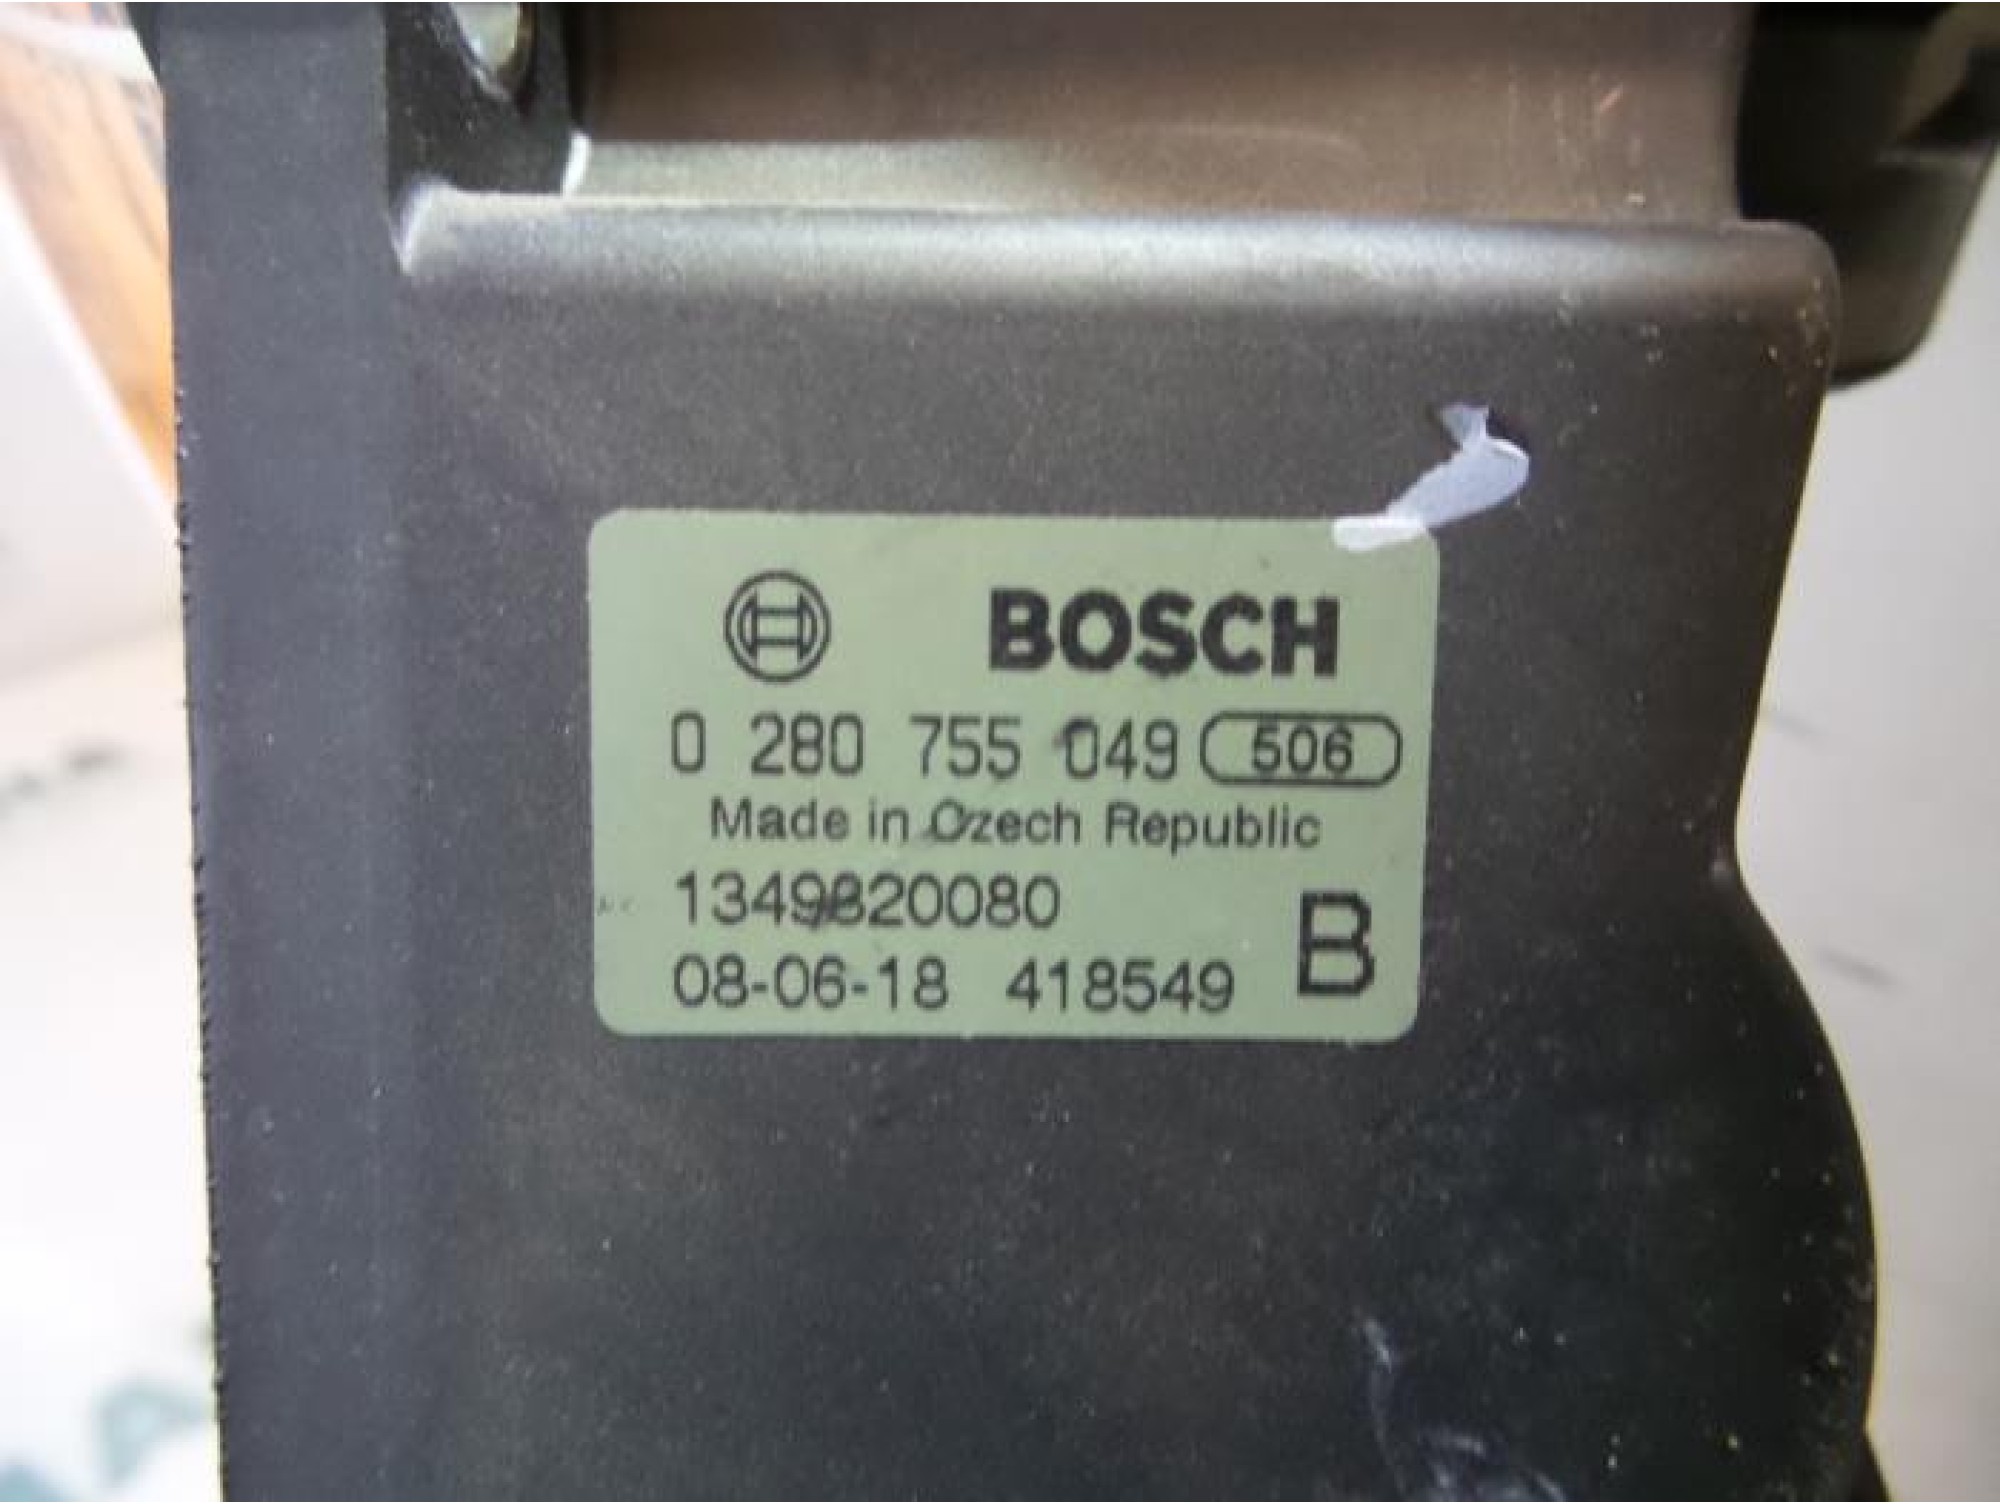 BOSCH
0 280 755 049 506
Made in Czech Republic
1349820080
08-06-18 418549 B